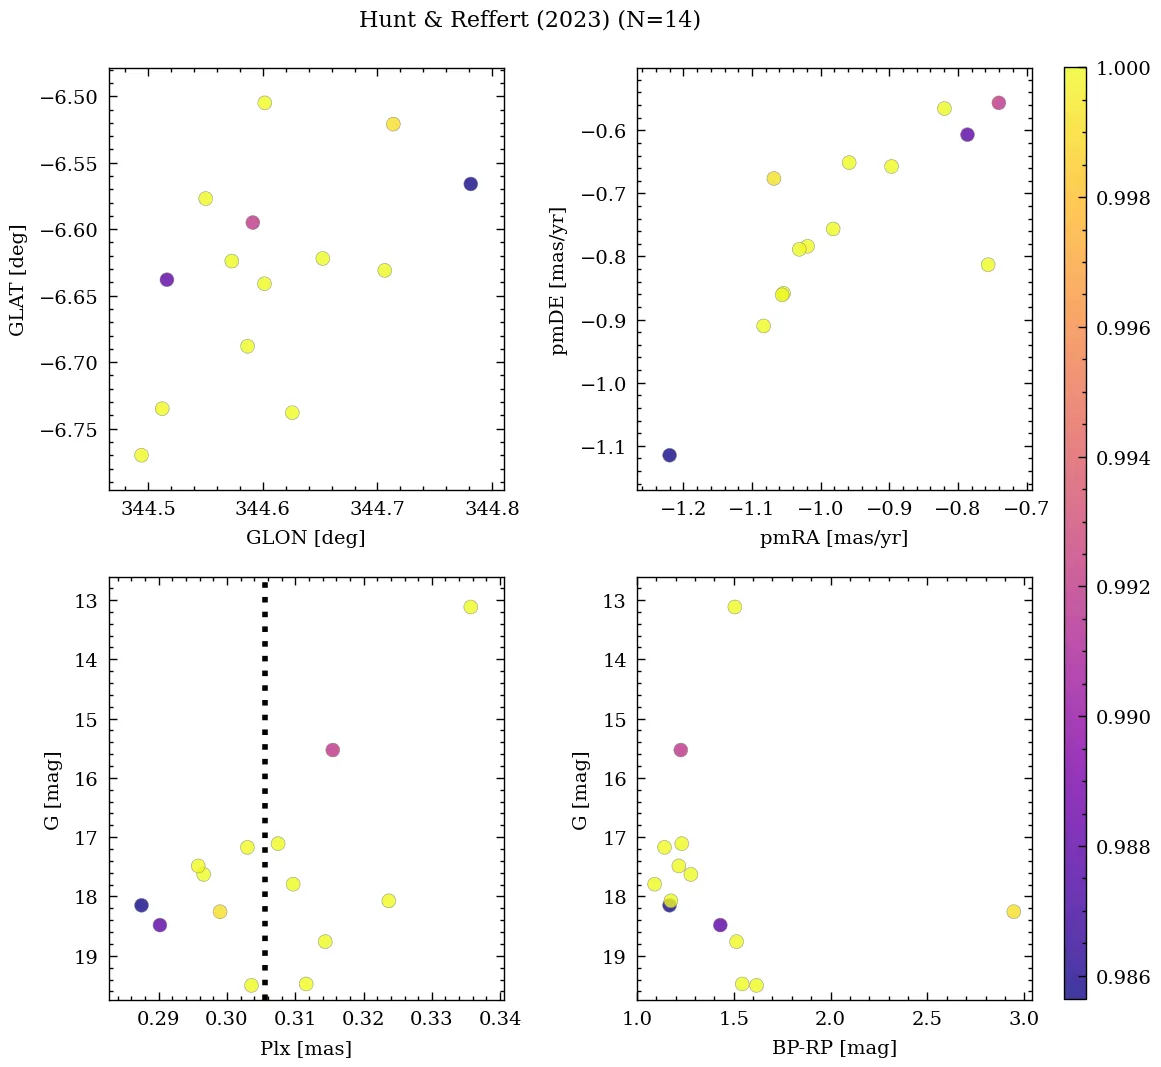 Hunt & Reffert (2023) (N=14)
−6.50
−6.55
−6.60
−6.65
−6.70
−6.75
GLAT [deg]
344.5 344.6 344.7 344.8
GLON [deg]
−0.6
−0.7
−0.8
−0.9
−1.0
−1.1
pmDE [mas/yr]
−1.2 −1.1 −1.0 −0.9 −0.8 −0.7
pmRA [mas/yr]
13
14
15
16
17
18
19
G [mag]
0.29 0.30 0.31 0.32 0.33 0.34
Plx [mas]
13
14
15
16
17
18
19
G [mag]
1.0 1.5 2.0 2.5 3.0
BP-RP [mag]
1.000
0.998
0.996
0.994
0.992
0.990
0.988
0.986